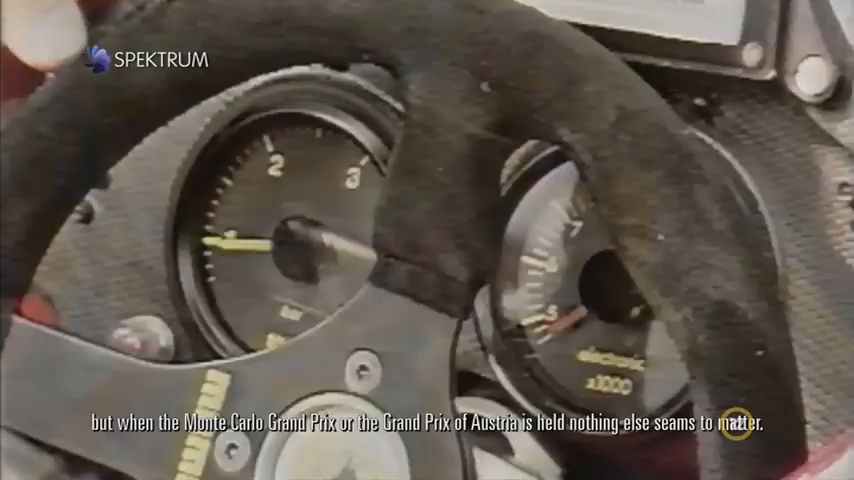 SPEKTRUM
2
3
bar
7
5
electronic
x1000
but when the Monte Carlo Grand Prix or the Grand Prix of Austria is held nothing else seams to matter.